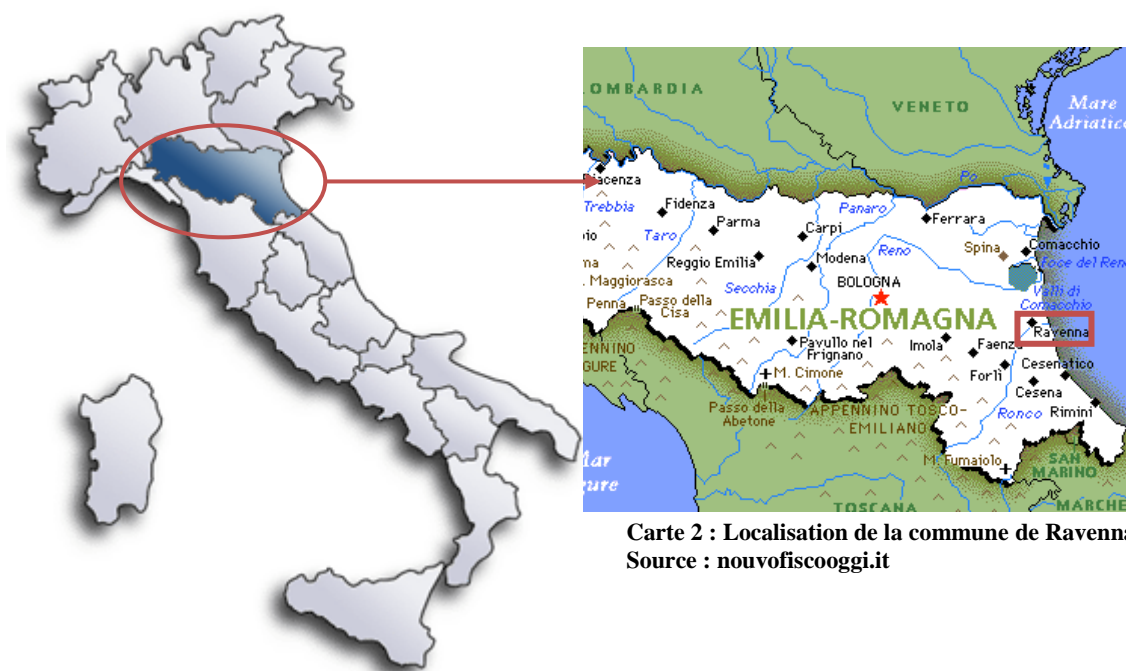 OMBARDIA
VENETO
Mare
Adriatico
Piacenza
Po
Trebbia
Fidenza
Panaro
Ferrara
Taro
Parma
Carpi
Reno
Spina
Comacchio
Reggio Emilia
Modena
Foce del Reno
Maggiorasca
Secchia
BOLOGNA
Valli di
Comacchio
Penna
Passo della
Cisa
EMILIA-ROMAGNA
Ravenna
Pavullo nel
Frignano
Imola
Faenza
Cesenatico
M. Cimone
Forlì
Cesena
Passo della
Abetone
APPENNINO TOSCO-
EMILIANO
Ronco
Rimini
M. Fumaiolo
SAN
MARINO
TOSCANA
MARCHE
Carte 2 : Localisation de la commune de Ravenna
Source : nouvofiscooggi.it